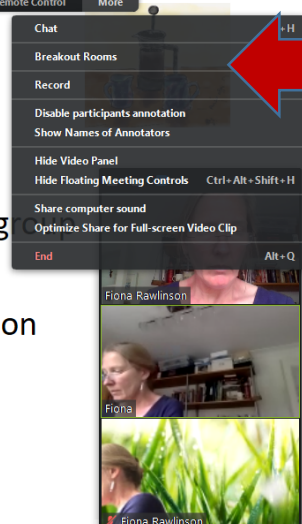 emote Control More
Chat +H
Breakout Rooms
Record
Disable participants annotation
Show Names of Annotators
Hide Video Panel
Hide Floating Meeting Controls Ctrl+Alt+Shift+H
Share computer sound
Optimize Share for Full-screen Video Clip
group
End Alt+Q
Fiona Rawlinson
on
Fiona
Fiona Rawlinson